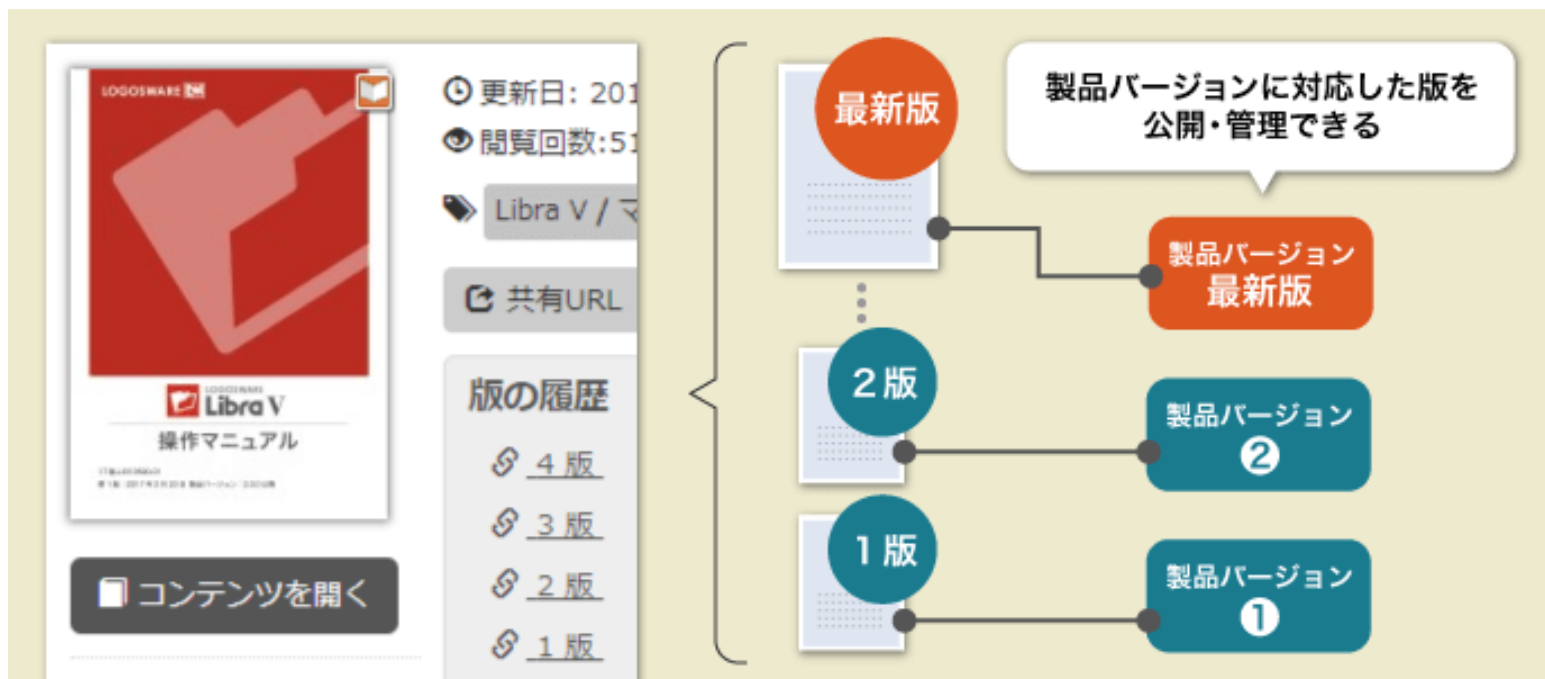 LOGOSWARE
LOGOSWARE
Libra V
操作マニュアル
コンテンツを開く
更新日: 201
閲覧回数:51
Libra V / マ
共有URL
版の履歴
4 版
3 版
2 版
1 版
最新版
2版
1版
製品バージョンに対応した版を
公開・管理できる
製品バージョン
最新版
製品バージョン
2
製品バージョン
1